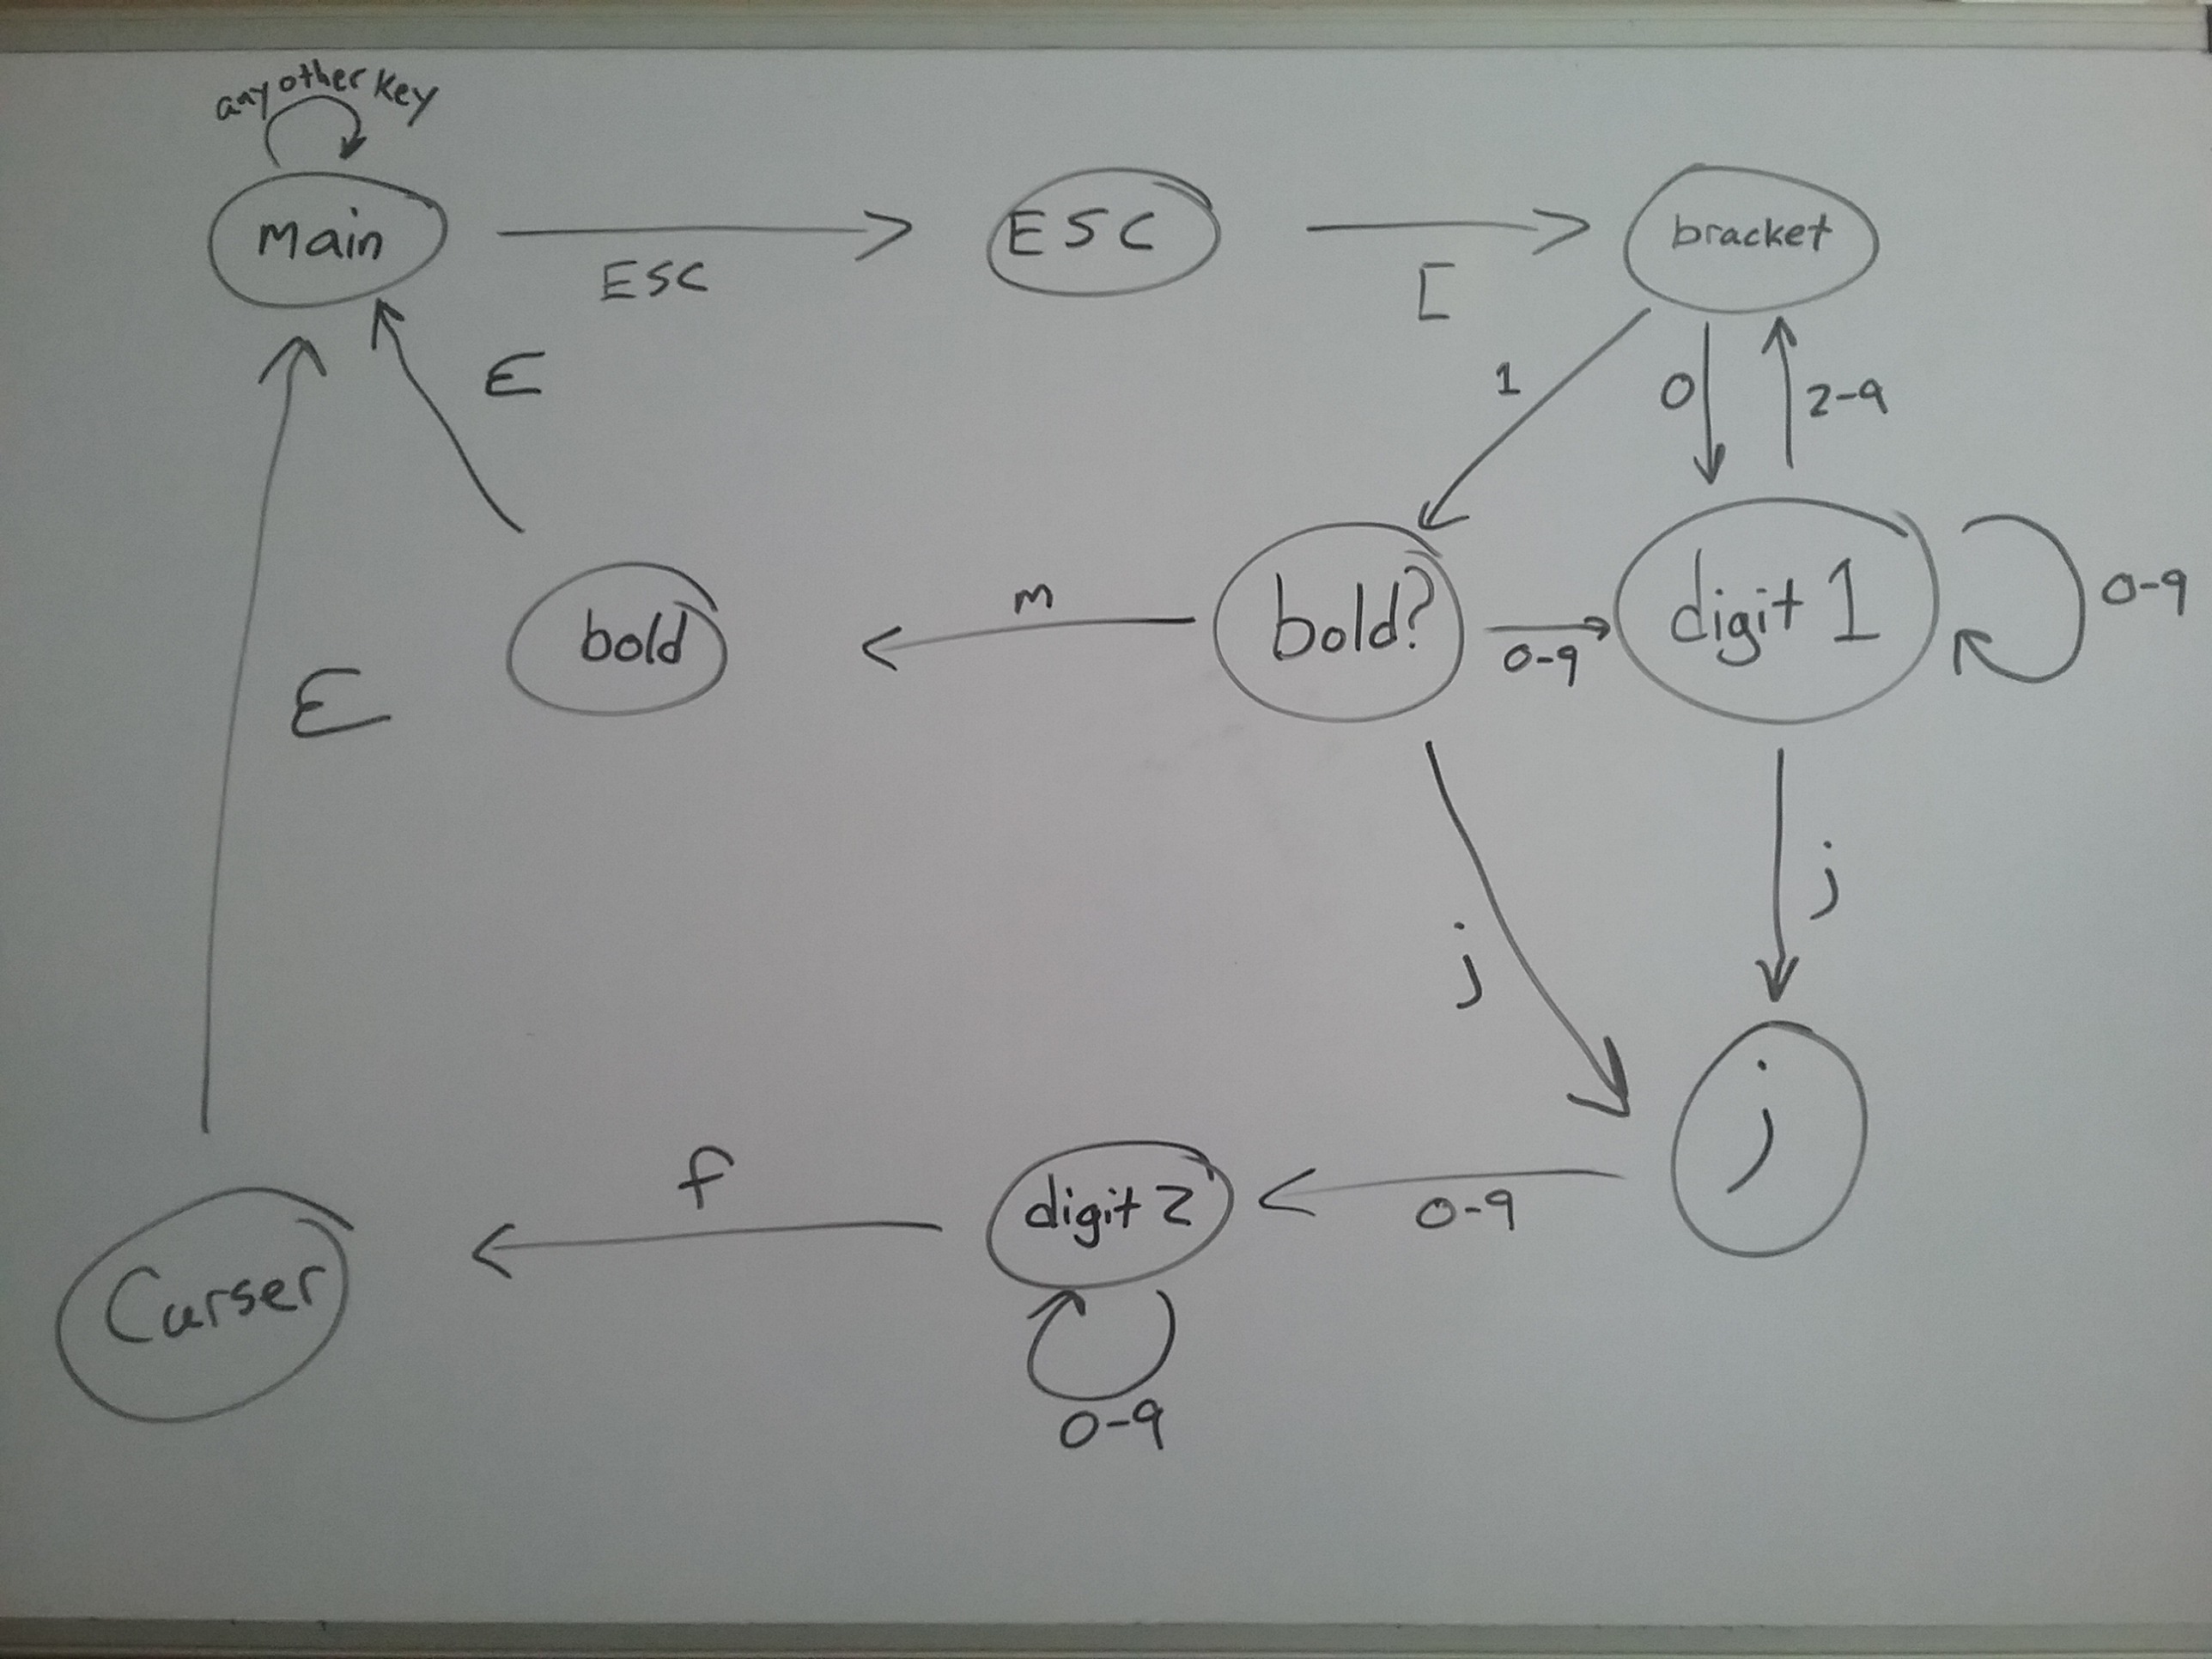 any other key
main
ESC
ESC
[
bracket
ε
1
0
2-9
bold
m
bold?
0-9
digit 1
0-9
ε
j
j
j
Curser
f
digit 2
0-9
0-9